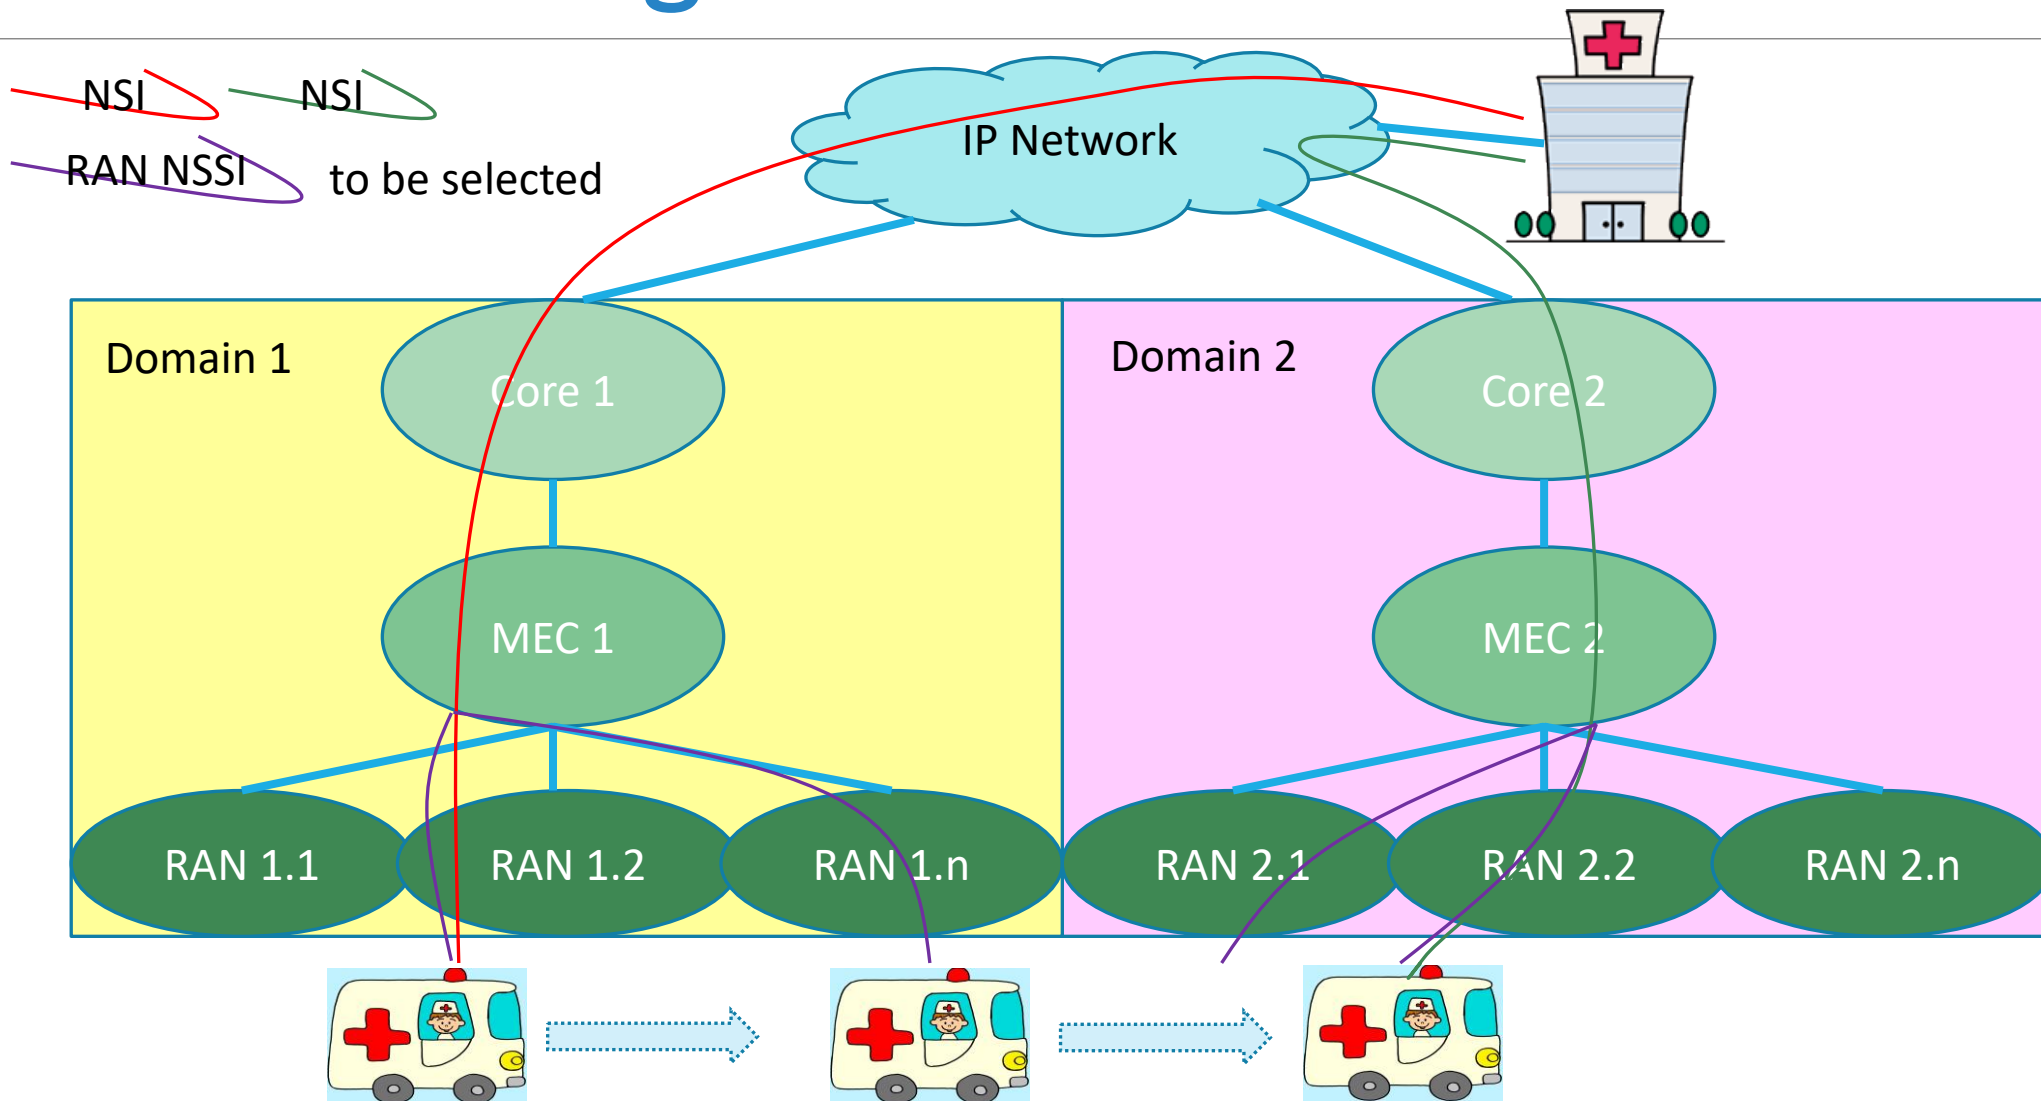 NSI NSI
RAN NSSI to be selected
IP Network
Domain 1 Domain 2
Core 1 Core 2
MEC 1 MEC 2
RAN 1.1 RAN 1.2 RAN 1.n RAN 2.1 RAN 2.2 RAN 2.n